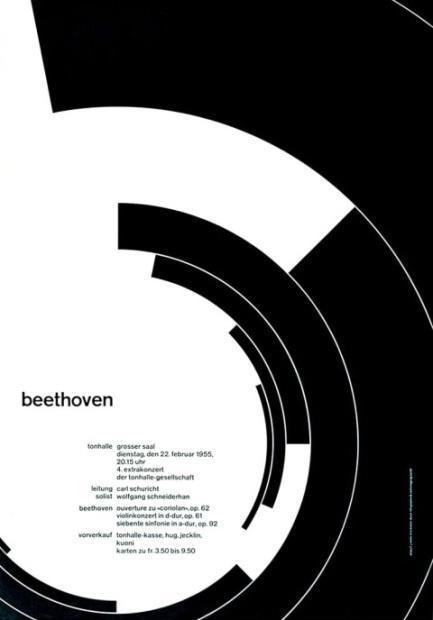 beethoven
tonhalle grosser saal
dienstag, den 22. februar 1955,
20.15 uhr
4. extrakonzert
der tonhalle-gesellschaft
leitung carl schuricht
solist wolfgang schneiderhan
beethoven ouverture zu «coriolan», op. 62
violinkonzert in d-dur, op. 61
siebente sinfonie in a-dur, op. 92
vorverkauf tonhalle-kasse, hug, jecklin,
kuoni
karten zu fr. 3.50 bis 9.50